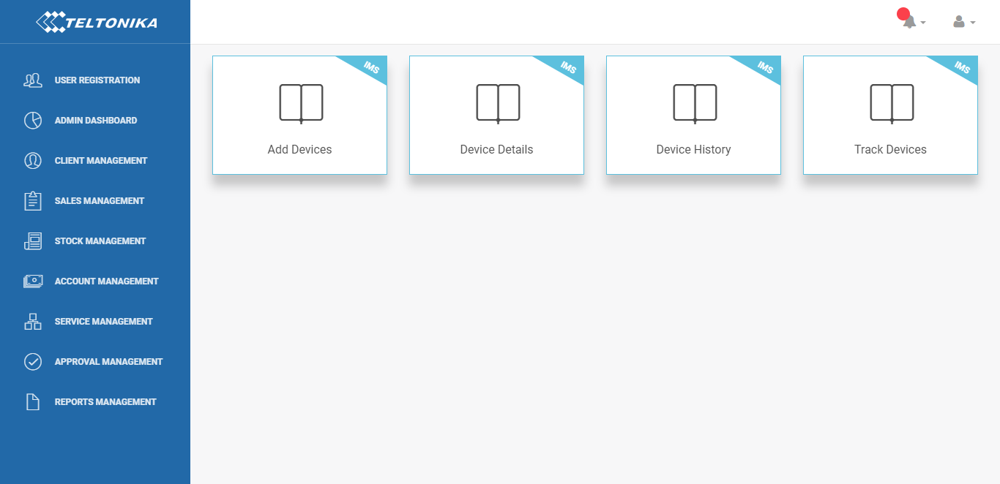 TELTONIKA
USER REGISTRATION
ADMIN DASHBOARD
CLIENT MANAGEMENT
SALES MANAGEMENT
STOCK MANAGEMENT
ACCOUNT MANAGEMENT
SERVICE MANAGEMENT
APPROVAL MANAGEMENT
REPORTS MANAGEMENT
IMS
Add Devices
IMS
Device Details
IMS
Device History
IMS
Track Devices